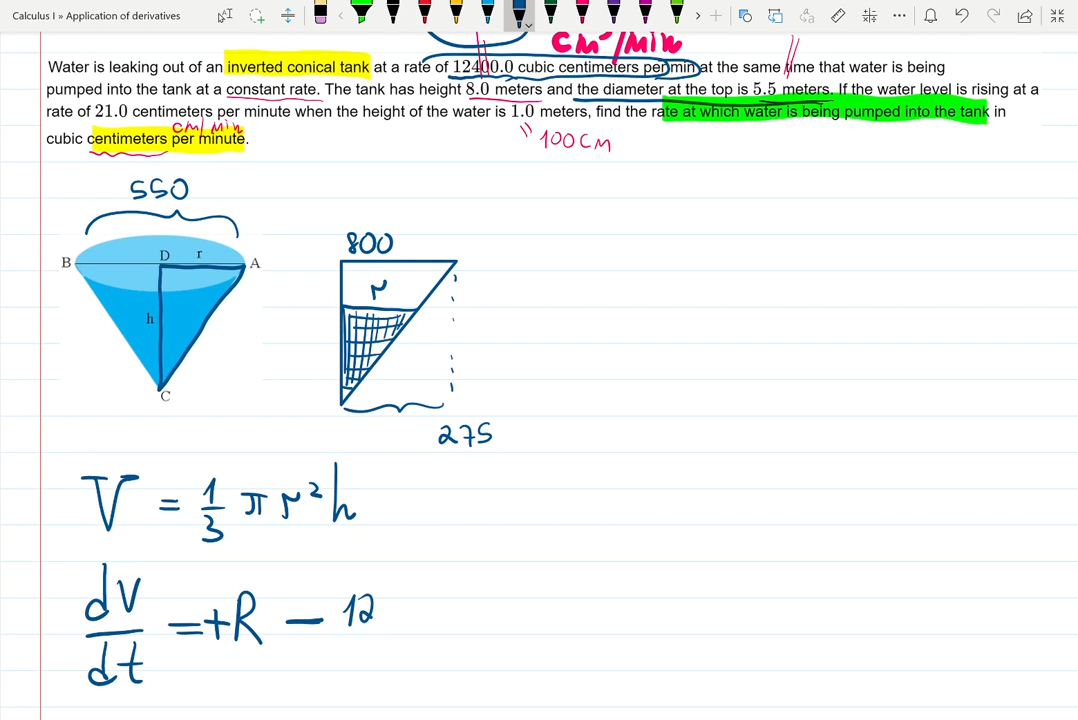 Calculus I » Application of derivatives
cm³/Min
Water is leaking out of an inverted conical tank at a rate of 12400.0 cubic centimeters per min at the same time that water is being
pumped into the tank at a constant rate. The tank has height 8.0 meters and the diameter at the top is 5.5 meters. If the water level is rising at a
rate of 21.0 centimeters per minute when the height of the water is 1.0 meters, find the rate at which water is being pumped into the tank in
cm/Min
cubic centimeters per minute.
100CM
550
B D r A
h
C
800
r
275
V = 1/3 π r² h
dv/dt = +R - 12